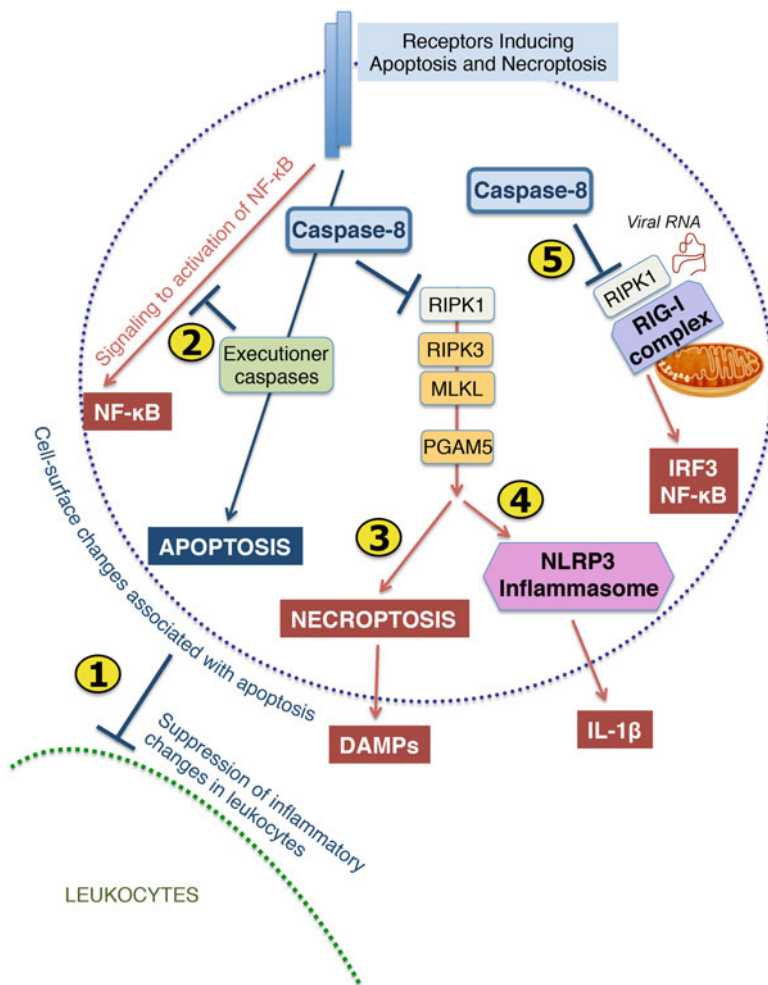 Receptors Inducing
Apoptosis and Necroptosis
Signaling to activation of NF-κB
Caspase-8
Caspase-8
Viral RNA
5
RIPK1
RIG-I
complex
RIPK1
2
Executioner
caspases
RIPK3
MLKL
NF-κB
PGAM5
IRF3
NF-κB
Cell-surface changes associated with apoptosis
4
3
APOPTOSIS
NLRP3
Inflammasome
NECROPTOSIS
1
DAMPs
IL-1β
Suppression of inflammatory
changes in leukocytes
LEUKOCYTES